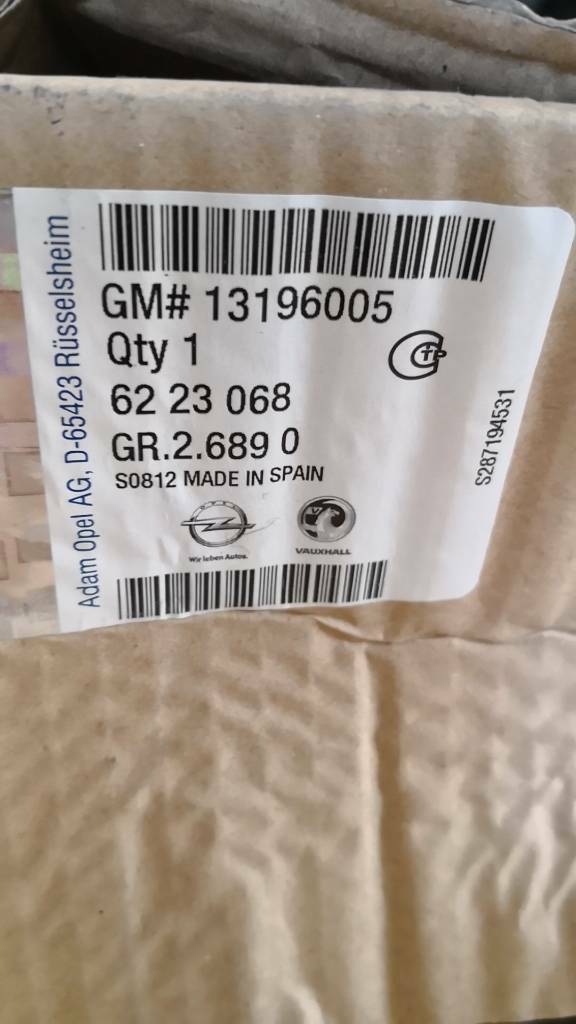 Adam Opel AG, D-65423 Rüsselsheim
GM# 13196005
Qty 1
62 23 068
GR.2.689 0
S0812 MADE IN SPAIN
S287194531
OPEL
Wir leben Autos.
V
VAUXHALL